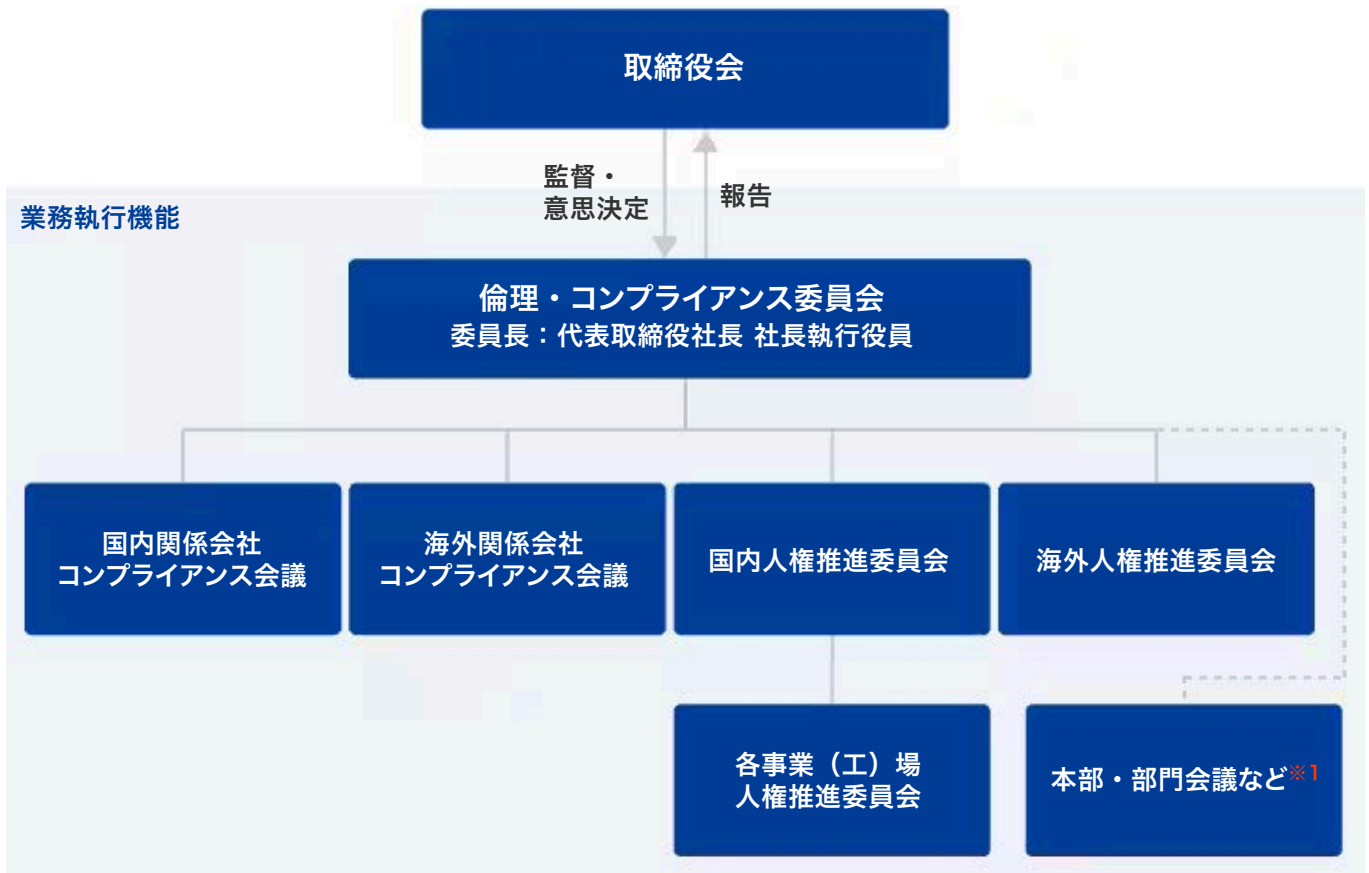 取締役会
監督・
意思決定
報告
業務執行機能
倫理・コンプライアンス委員会
委員長：代表取締役社長 社長執行役員
国内関係会社
コンプライアンス会議
海外関係会社
コンプライアンス会議
国内人権推進委員会
海外人権推進委員会
各事業（工）場
人権推進委員会
本部・部門会議など※1